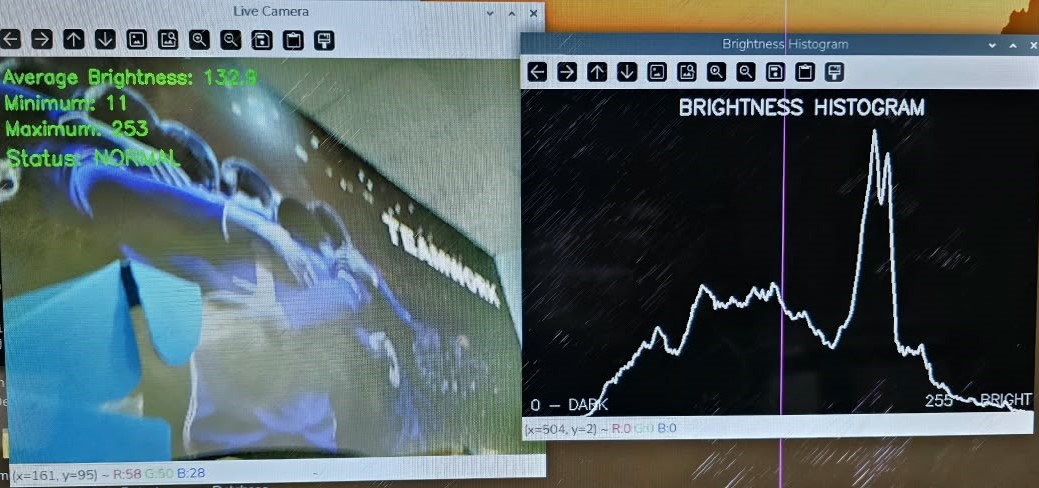 Live Camera
Average Brightness: 132.9
Minimum: 11
Maximum: 253
Status: NORMAL
TEAMWORK
(x=161, y=95) ~ R:58 G:50 B:28
Brightness Histogram
BRIGHTNESS HISTOGRAM
0 - DARK
255 - BRIGHT
(x=504, y=2) ~ R:0 G:0 B:0